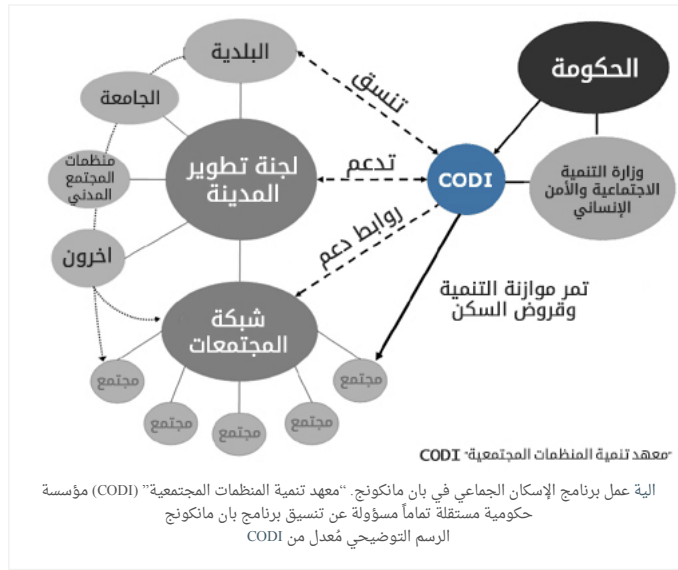 البلدية
الحكومة
الجامعة
تنسق
منظمات
المجتمع
المدني
لجنة تطوير
المدينة
تدعم
CODI
وزارة التنمية
الاجتماعية والأمن
الإنساني
اخرون
روابط دعم
تمر موازنة التنمية
وقروض السكن
شبكة
المجتمعات
مجتمع
مجتمع
مجتمع
مجتمع
مجتمع
CODI "معهد تنمية المنظمات المجتمعية"
الية عمل برنامج الإسكان الجماعي في بان مانكونج. “معهد تنمية المنظمات المجتمعية” (CODI) مؤسسة
حكومية مستقلة تماماً مسؤولة عن تنسيق برنامج بان مانكونج
الرسم التوضيحي مُعدل من CODI